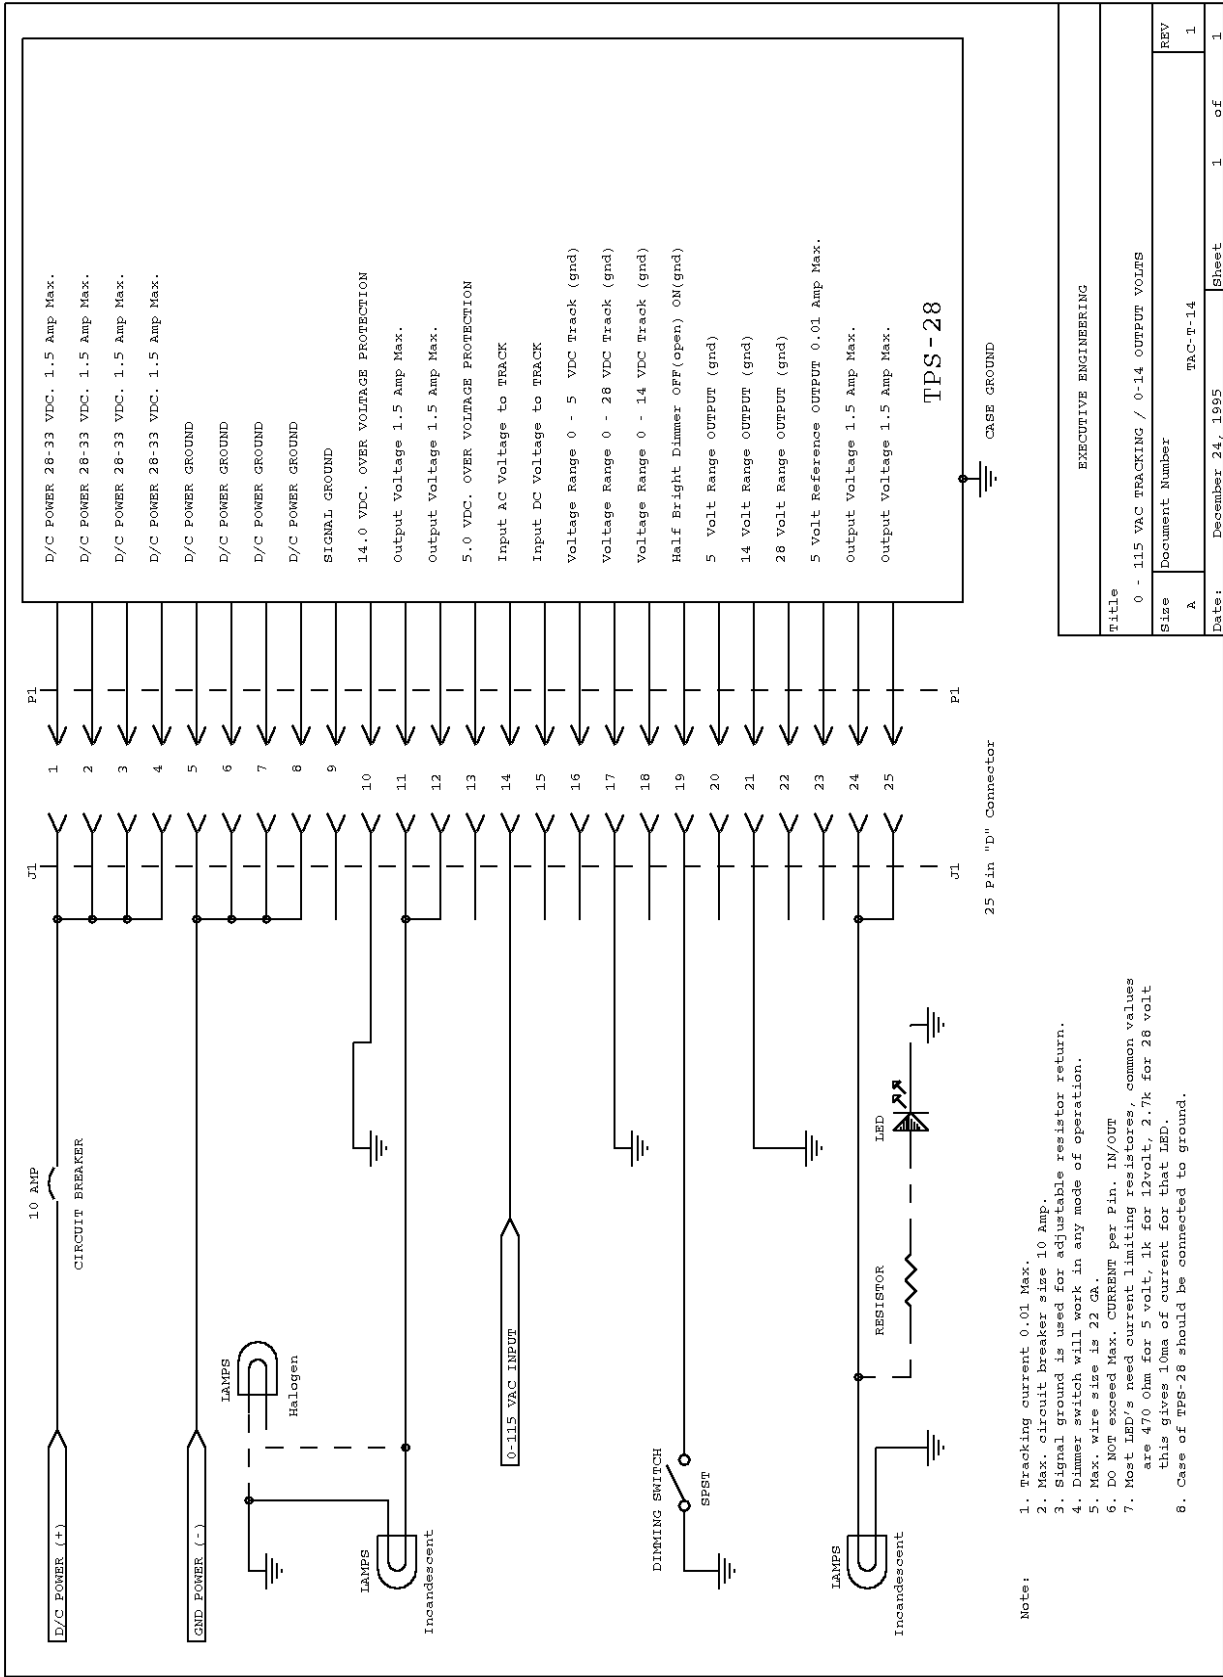 D/C POWER (+)
10 AMP
CIRCUIT BREAKER
GND POWER (-)
LAMPS
Halogen
LAMPS
Incandescent
0-115 VAC INPUT
DIMMING SWITCH
SPST
LAMPS
Incandescent
RESISTOR
LED
J1
P1
1
2
3
4
5
6
7
8
9
10
11
12
13
14
15
16
17
18
19
20
21
22
23
24
25
J1
P1
25 Pin "D" Connector
D/C POWER 28-33 VDC. 1.5 Amp Max.
D/C POWER 28-33 VDC. 1.5 Amp Max.
D/C POWER 28-33 VDC. 1.5 Amp Max.
D/C POWER 28-33 VDC. 1.5 Amp Max.
D/C POWER GROUND
D/C POWER GROUND
D/C POWER GROUND
D/C POWER GROUND
SIGNAL GROUND
14.0 VDC. OVER VOLTAGE PROTECTION
Output Voltage 1.5 Amp Max.
Output Voltage 1.5 Amp Max.
5.0 VDC. OVER VOLTAGE PROTECTION
Input AC Voltage to TRACK
Input DC Voltage to TRACK
Voltage Range 0 - 5 VDC Track (gnd)
Voltage Range 0 - 28 VDC Track (gnd)
Voltage Range 0 - 14 VDC Track (gnd)
Half Bright Dimmer OFF(open) ON(gnd)
5 Volt Range OUTPUT (gnd)
14 Volt Range OUTPUT (gnd)
28 Volt Range OUTPUT (gnd)
5 Volt Reference OUTPUT 0.01 Amp Max.
Output Voltage 1.5 Amp Max.
Output Voltage 1.5 Amp Max.
TPS-28
CASE GROUND
Note:
1. Tracking current 0.01 Max.
2. Max. circuit breaker size 10 Amp.
3. Signal ground is used for adjustable resistor return.
4. Dimmer switch will work in any mode of operation.
5. Max. wire size is 22 GA.
6. DO NOT exceed Max. CURRENT per Pin. IN/OUT
7. Most LED's need current limiting resistores, common values
are 470 Ohm for 5 volt, 1k for 12volt, 2.7k for 28 volt
this gives 10ma of current for that LED.
8. Case of TPS-28 should be connected to ground.
EXECUTIVE ENGINEERING
Title
0 - 115 VAC TRACKING / 0-14 OUTPUT VOLTS
Size Document Number REV
A TAC-T-14 1
Date: December 24, 1995 Sheet 1 of 1